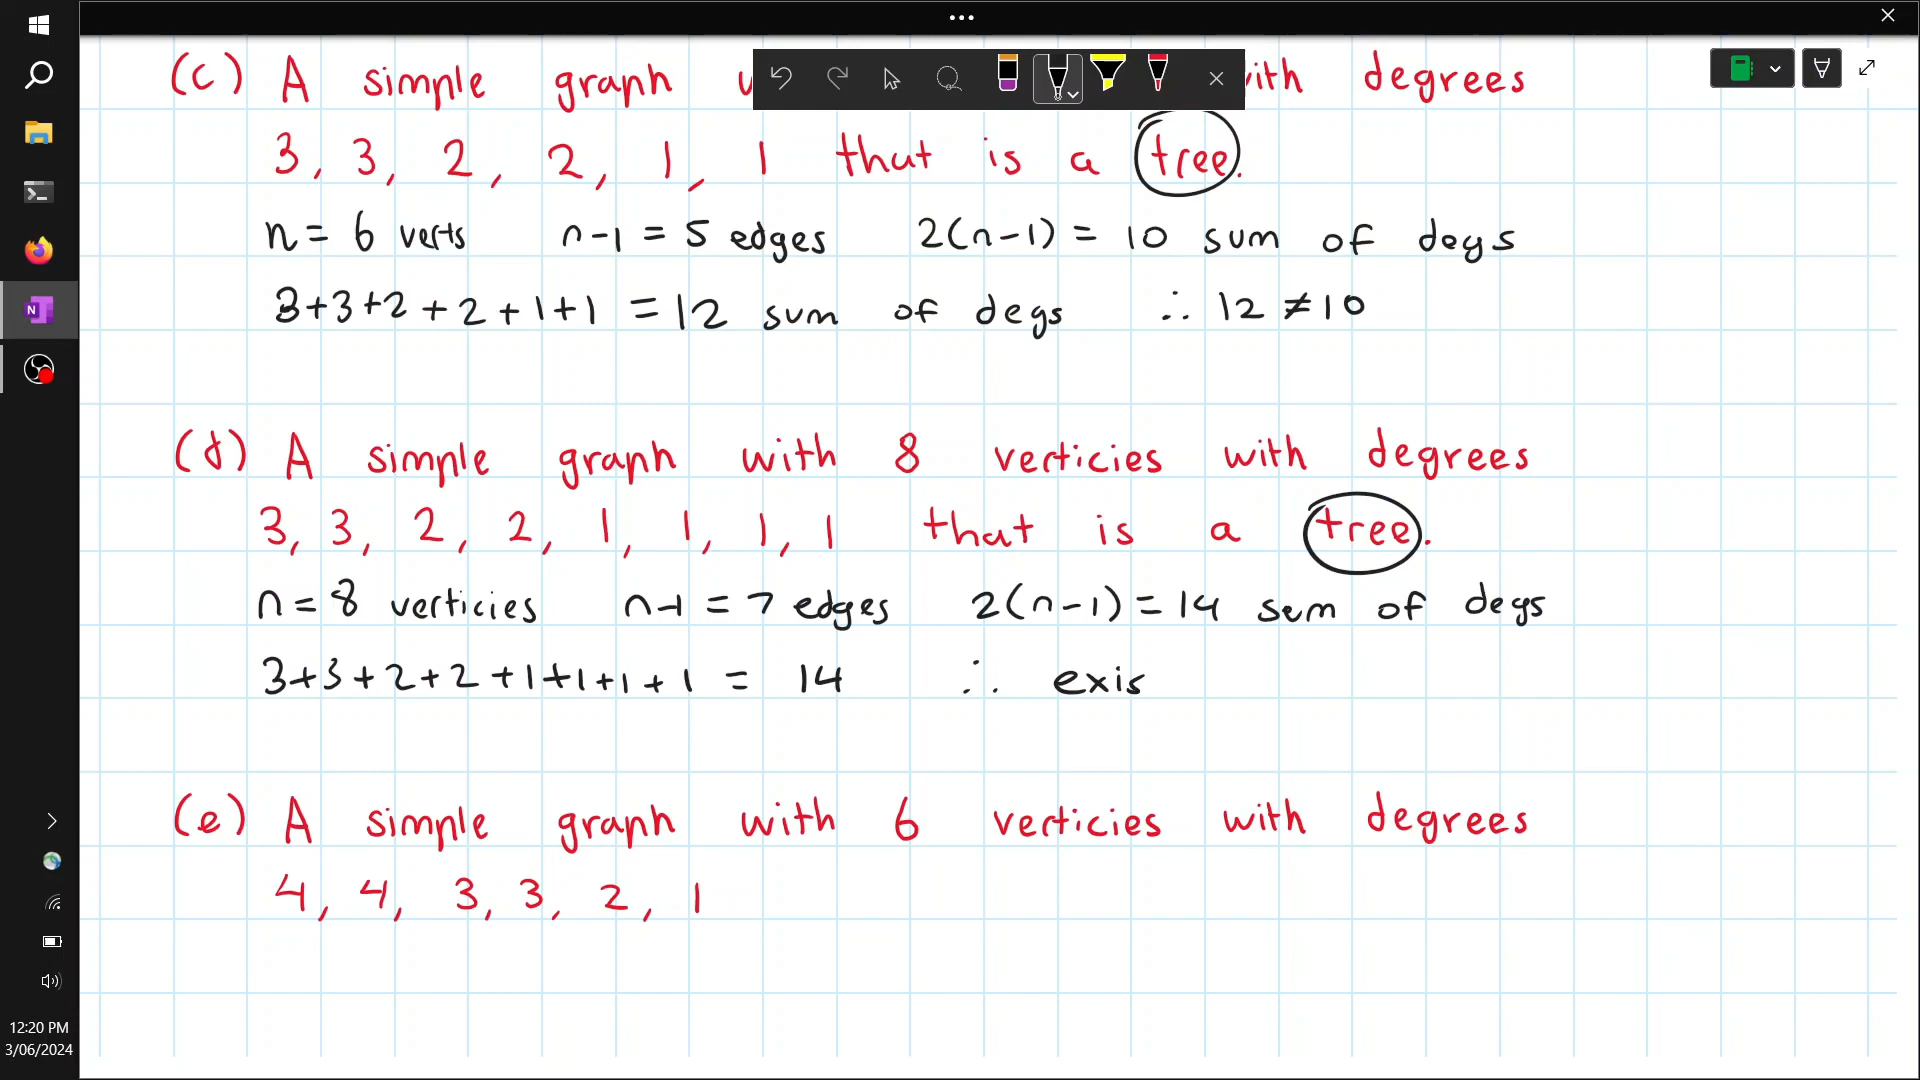 (c) A simple graph with degrees
3, 3, 2, 2, 1, 1 that is a tree.
n = 6 verts n-1 = 5 edges 2(n-1) = 10 sum of degs
3+3+2+2+1+1 = 12 sum of degs ∴ 12 ≠ 10
(d) A simple graph with 8 verticies with degrees
3, 3, 2, 2, 1, 1, 1, 1 that is a tree.
n = 8 verticies n-1 = 7 edges 2(n-1) = 14 sum of degs
3+3+2+2+1+1+1+1 = 14 ∴ exis
(e) A simple graph with 6 verticies with degrees
4, 4, 3, 3, 2, 1
12:20 PM
3/06/2024